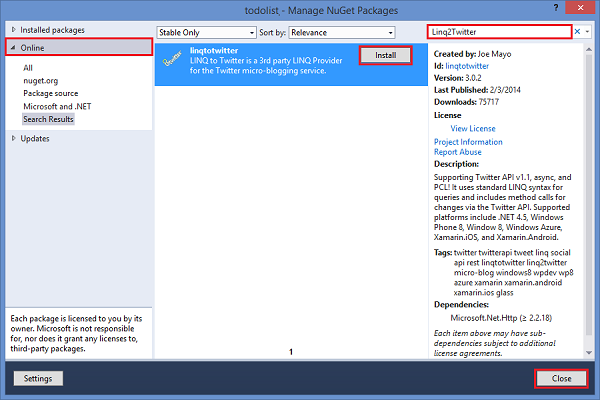 todolist - Manage NuGet Packages
? ×
Installed packages
Online
All
nuget.org
Package source
Microsoft and .NET
Search Results
Updates
Each package is licensed to you by its
owner. Microsoft is not responsible
for, nor does it grant any licenses to,
third-party packages.
Settings
Stable Only Sort by: Relevance
linqtotwitter
LINQ to Twitter is a 3rd party LINQ Provider
for the Twitter micro-blogging service.
Install
1
Linq2Twitter
Created by: Joe Mayo
Id: linqtotwitter
Version: 3.0.2
Last Published: 2/3/2014
Downloads: 75717
License
View License
Project Information
Report Abuse
Description:
Supporting Twitter API v1.1, async, and
PCL! It uses standard LINQ syntax for
queries and includes method calls for
changes via the Twitter API. Supported
platforms include .NET 4.5, Windows
Phone 8, Window 8, Windows Azure,
Xamarin.iOS, and Xamarin.Android.
Tags: twitter twitterapi tweet linq social
api rest linqtotwitter linq2twitter
micro-blog windows8 wpdev wp8
azure xamarin xamarin.android
xamarin.ios glass
Dependencies:
Microsoft.Net.Http (≥ 2.2.18)
Each item above may have sub-
dependencies subject to additional
license agreements.
Close